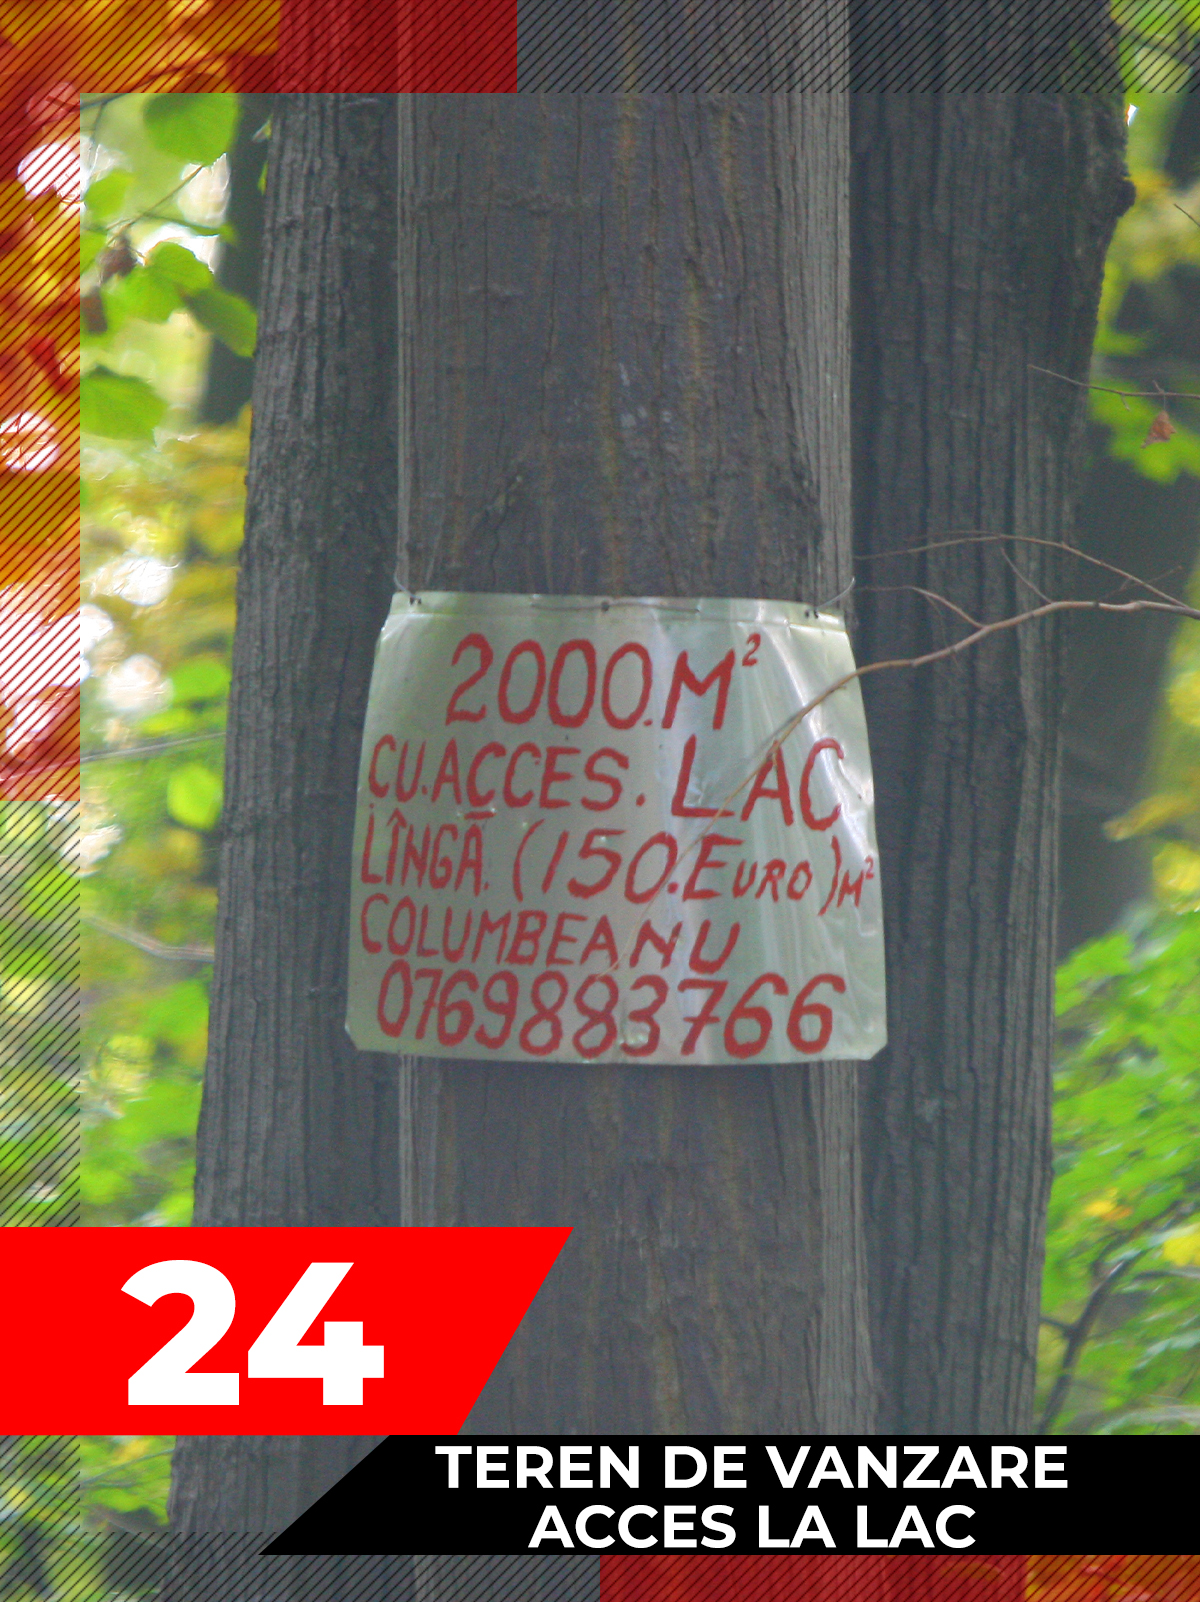 2000.M²
CU.ACCES. LAC
LÎNGĂ. (150.EURO)M²
COLUMBEANU
0769883766
24
TEREN DE VANZARE
ACCES LA LAC